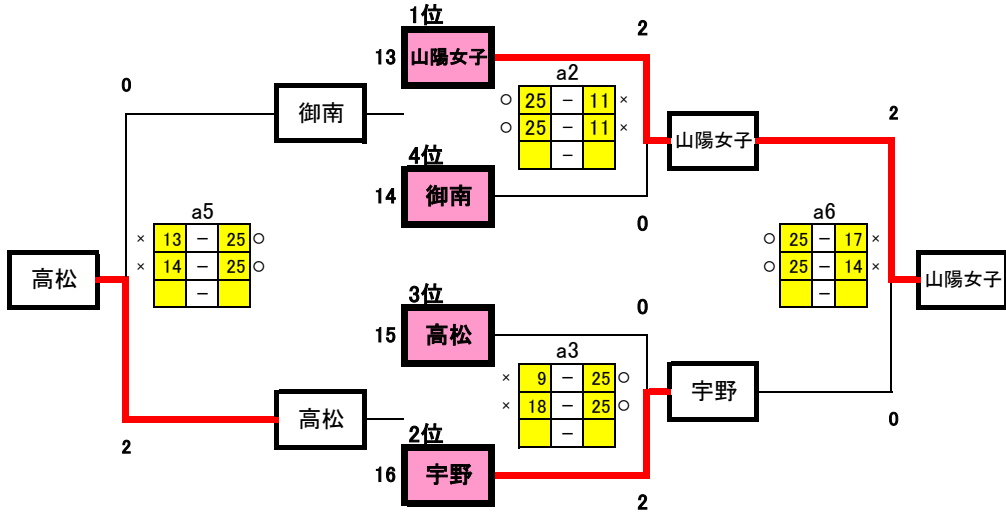 1位
13 山陽女子
2
0
御南
a2
○ 25 － 11 ×
○ 25 － 11 ×
－
山陽女子
2
4位
14 御南
0
a5
× 13 － 25 ○
× 14 － 25 ○
－
a6
○ 25 － 17 ×
○ 25 － 14 ×
－
高松
山陽女子
3位
15 高松
0
a3
× 9 － 25 ○
× 18 － 25 ○
－
宇野
0
高松
2
2位
16 宇野
2